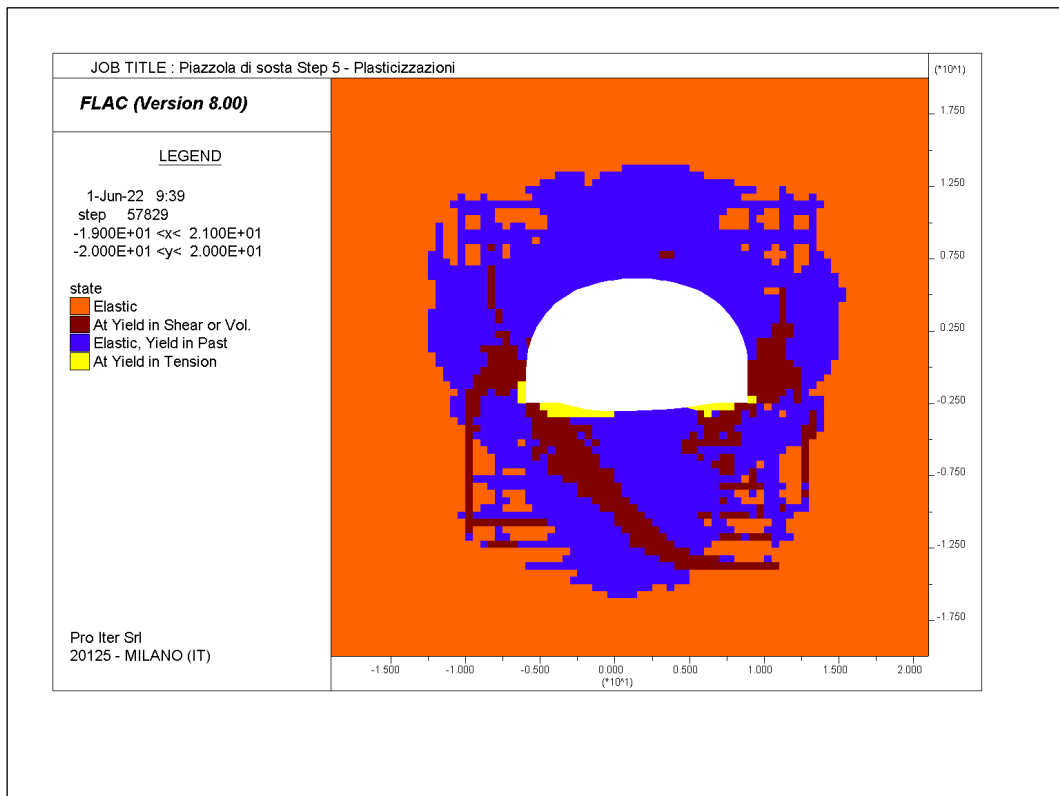 JOB TITLE : Piazzola di sosta Step 5 - Plasticizzazioni
FLAC (Version 8.00)
LEGEND
1-Jun-22 9:39
step 57829
-1.900E+01 <x< 2.100E+01
-2.000E+01 <y< 2.000E+01
state
Elastic
At Yield in Shear or Vol.
Elastic, Yield in Past
At Yield in Tension
Pro Iter Srl
20125 - MILANO (IT)
(*10^1)
1.750
1.250
0.750
0.250
-0.250
-0.750
-1.250
-1.750
-1.500 -1.000 -0.500 0.000 0.500 1.000 1.500 2.000
(*10^1)